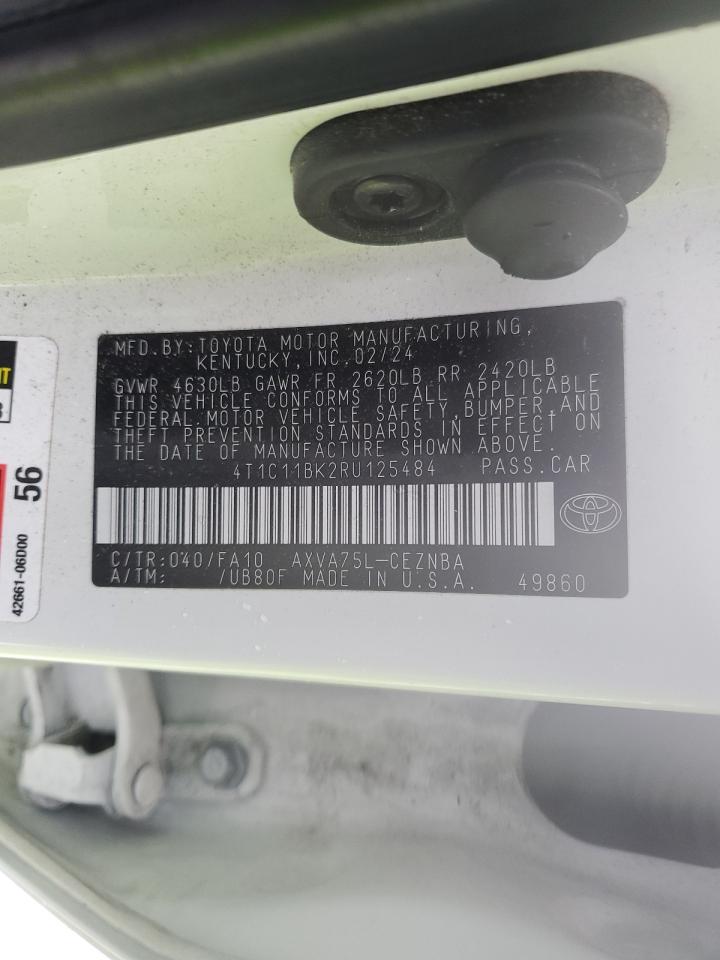 MFD.BY:TOYOTA MOTOR MANUFACTURING,
KENTUCKY,INC.02/24
GVWR 4630LB GAWR FR 2620LB RR 2420LB
THIS VEHICLE CONFORMS TO ALL APPLICABLE
FEDERAL MOTOR VEHICLE SAFETY,BUMPER,AND
THEFT PREVENTION STANDARDS IN EFFECT ON
THE DATE OF MANUFACTURE SHOWN ABOVE.
4T1C11BK2RU125484 PASS.CAR
C/TR:040/FA10 AXVA75L-CEZNBA
A/TM: /UB80F MADE IN U.S.A. 49860
56
42661-06D00